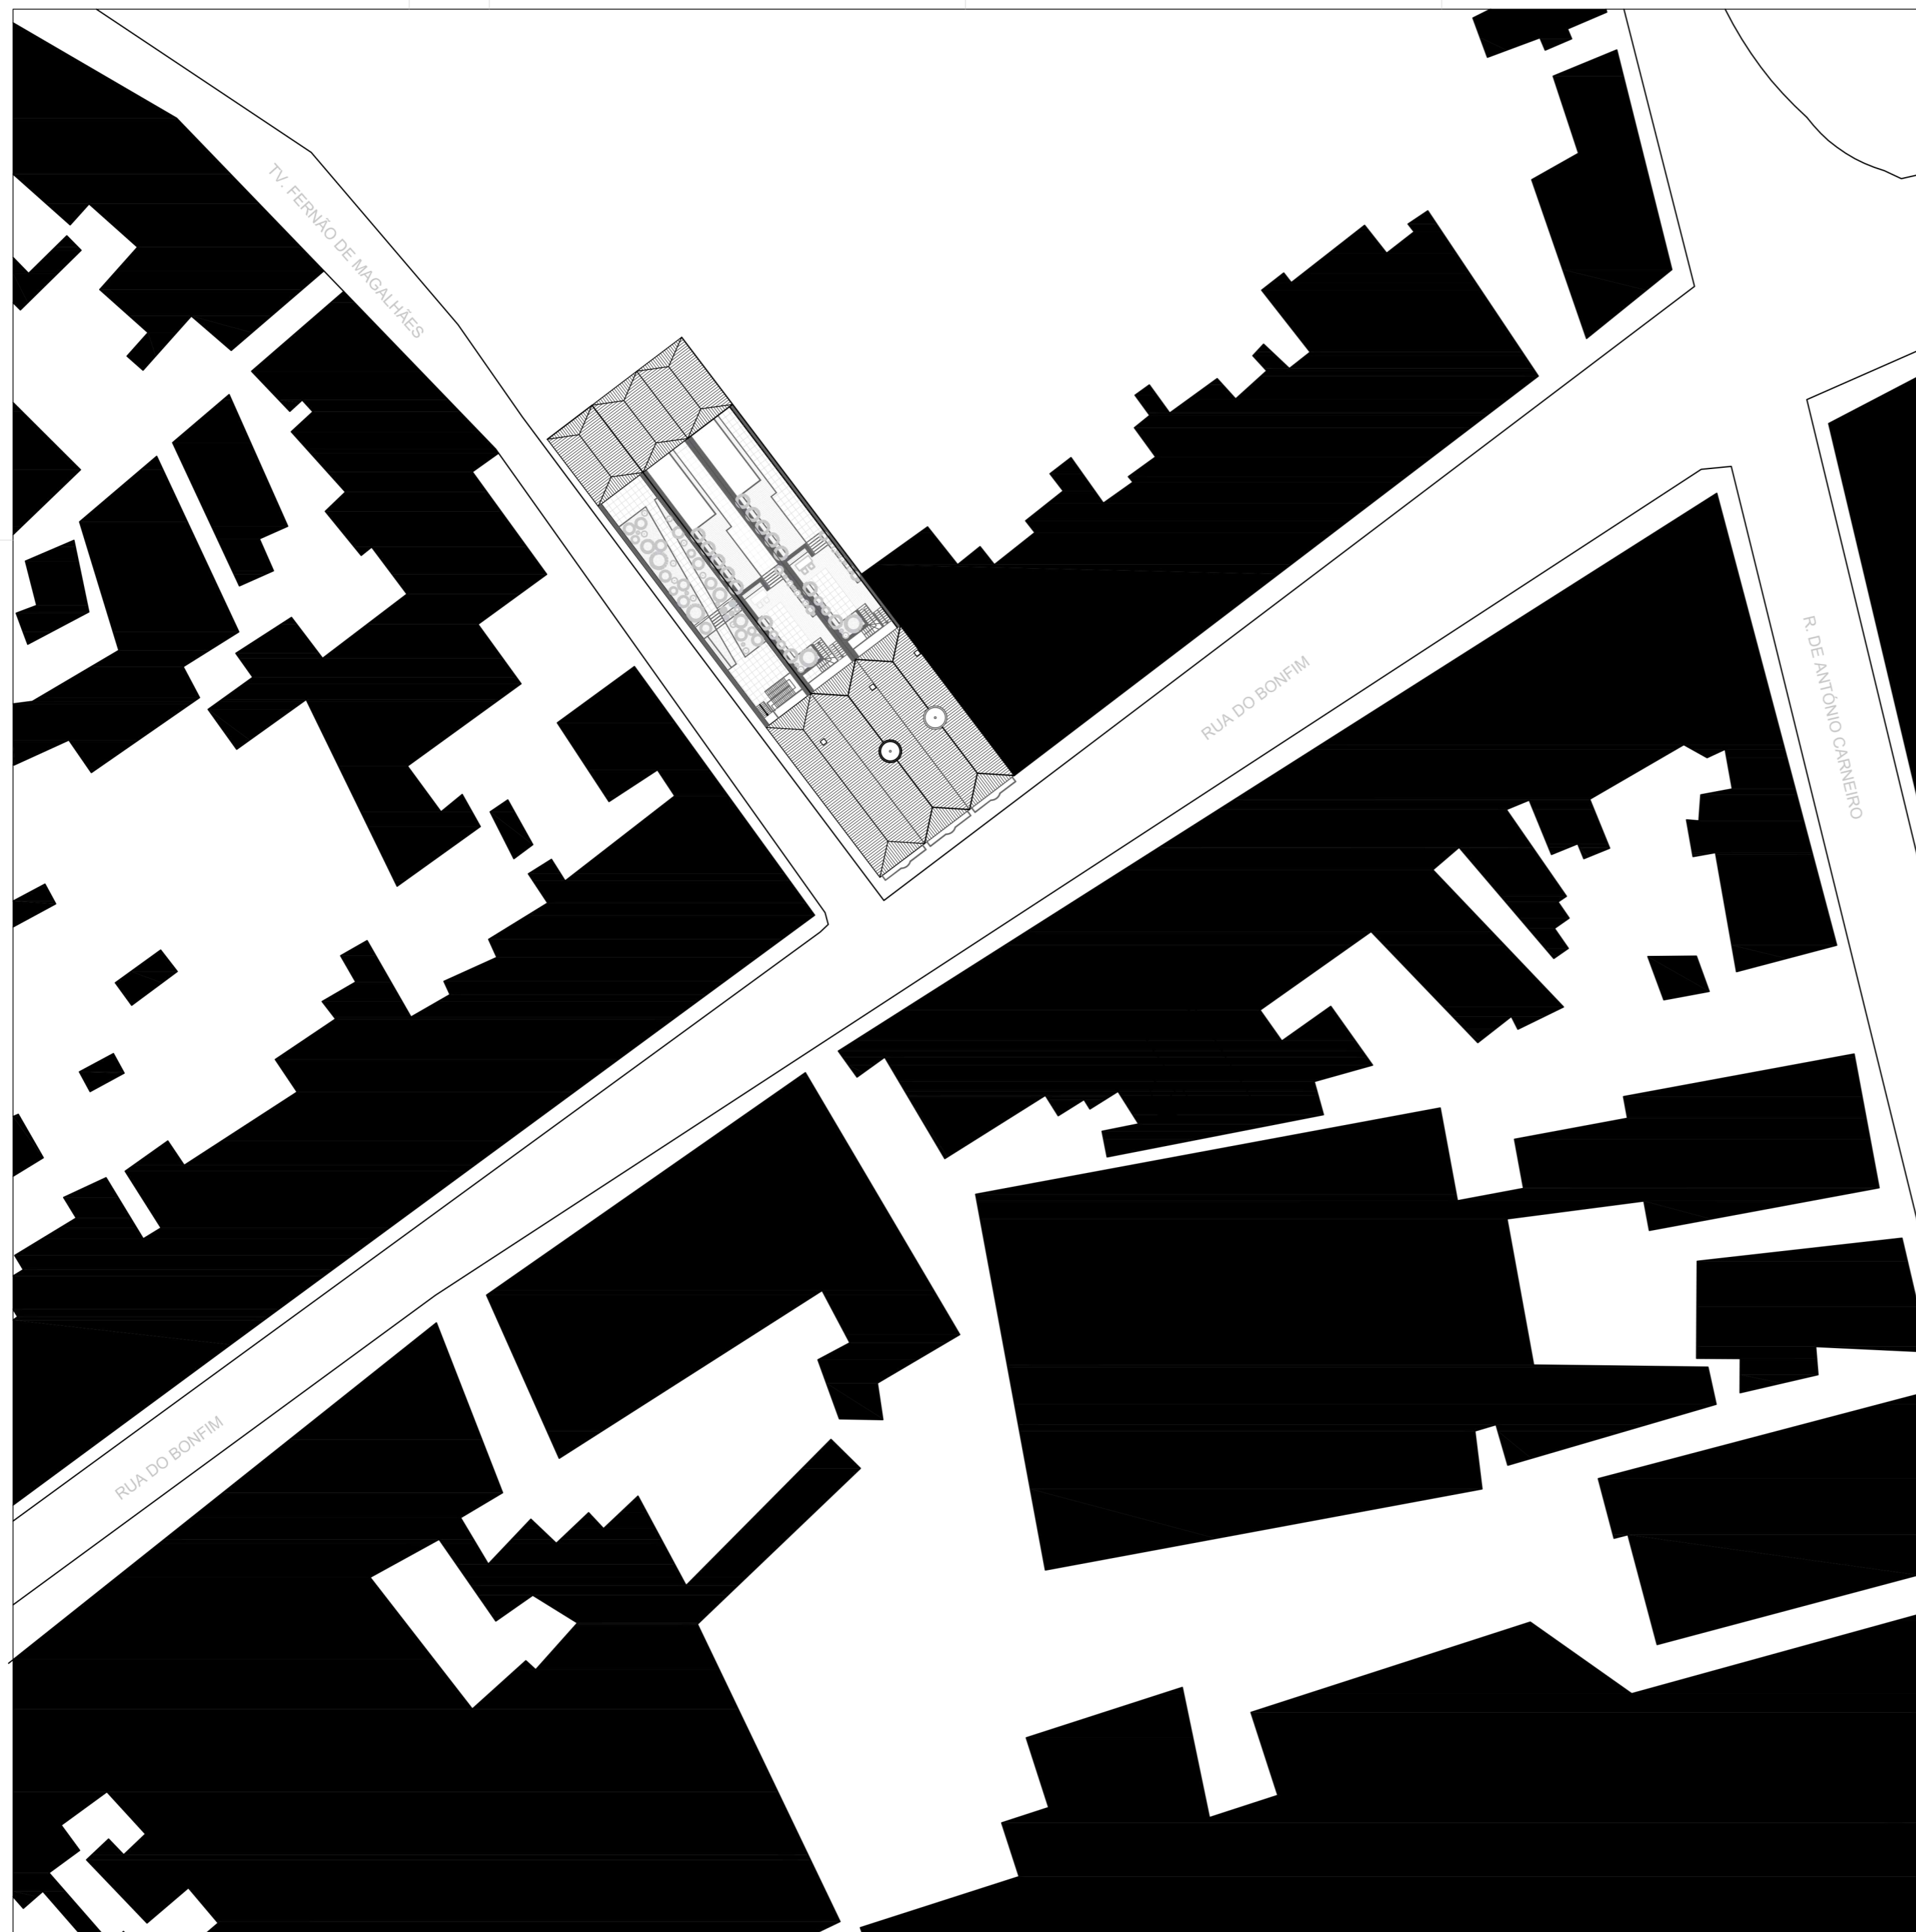 TV. FERNÃO DE MAGALHÃES
RUA DO BONFIM
R. DE ANTÓNIO CARNEIRO
RUA DO BONFIM